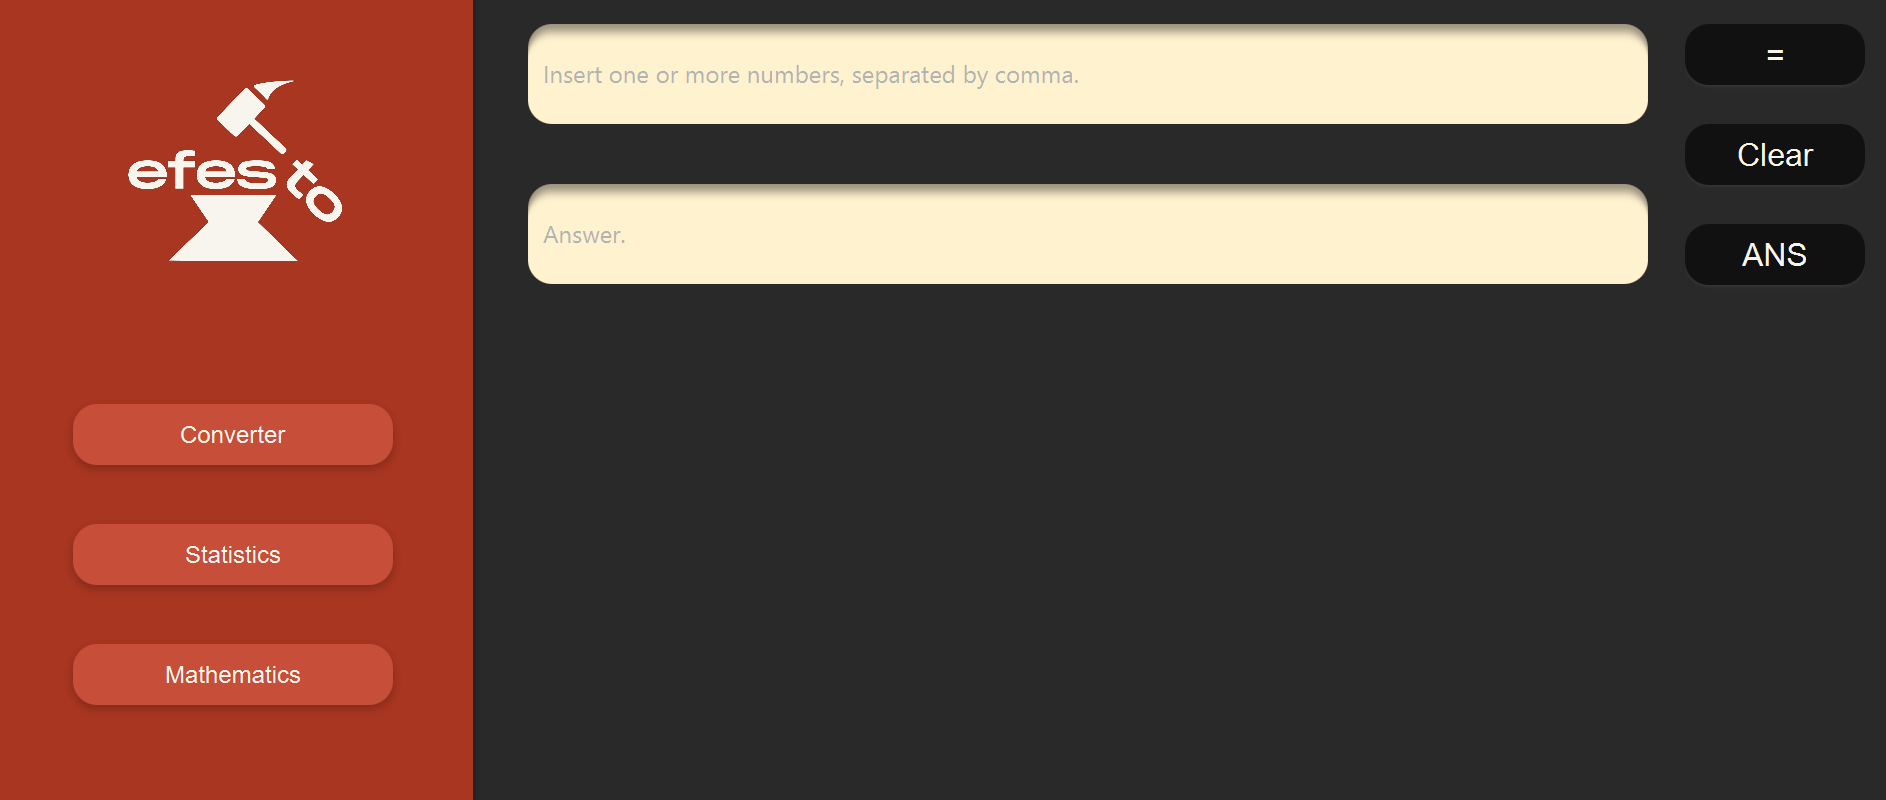 efesto
Converter
Statistics
Mathematics
Insert one or more numbers, separated by comma.
Answer.
=
Clear
ANS